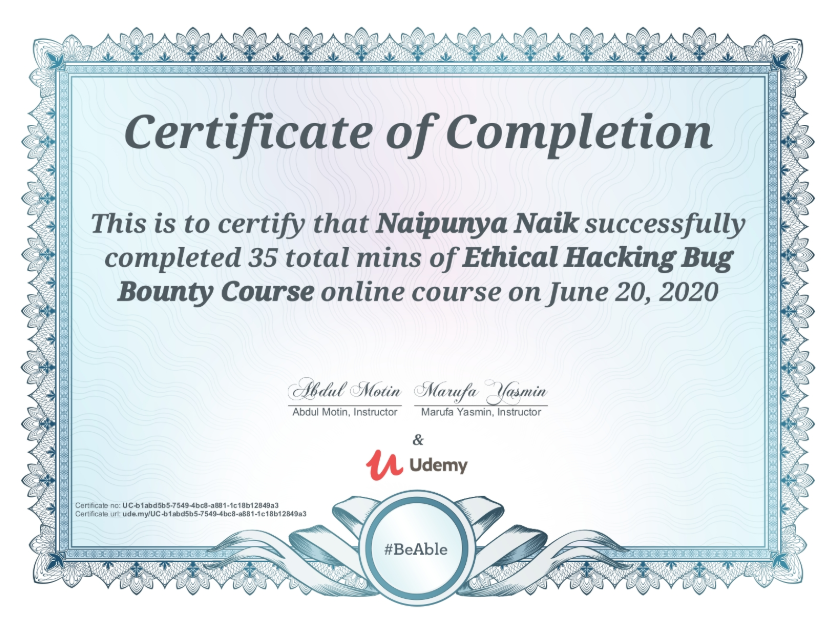 Certificate of Completion
This is to certify that Naipunya Naik successfully
completed 35 total mins of Ethical Hacking Bug
Bounty Course online course on June 20, 2020
Abdul Motin Marufa Yasmin
Abdul Motin, Instructor Marufa Yasmin, Instructor
&
Udemy
Certificate no: UC-b1abd5b5-7549-4bc8-a881-1c18b12849a3
Certificate url: ude.my/UC-b1abd5b5-7549-4bc8-a881-1c18b12849a3
#BeAble